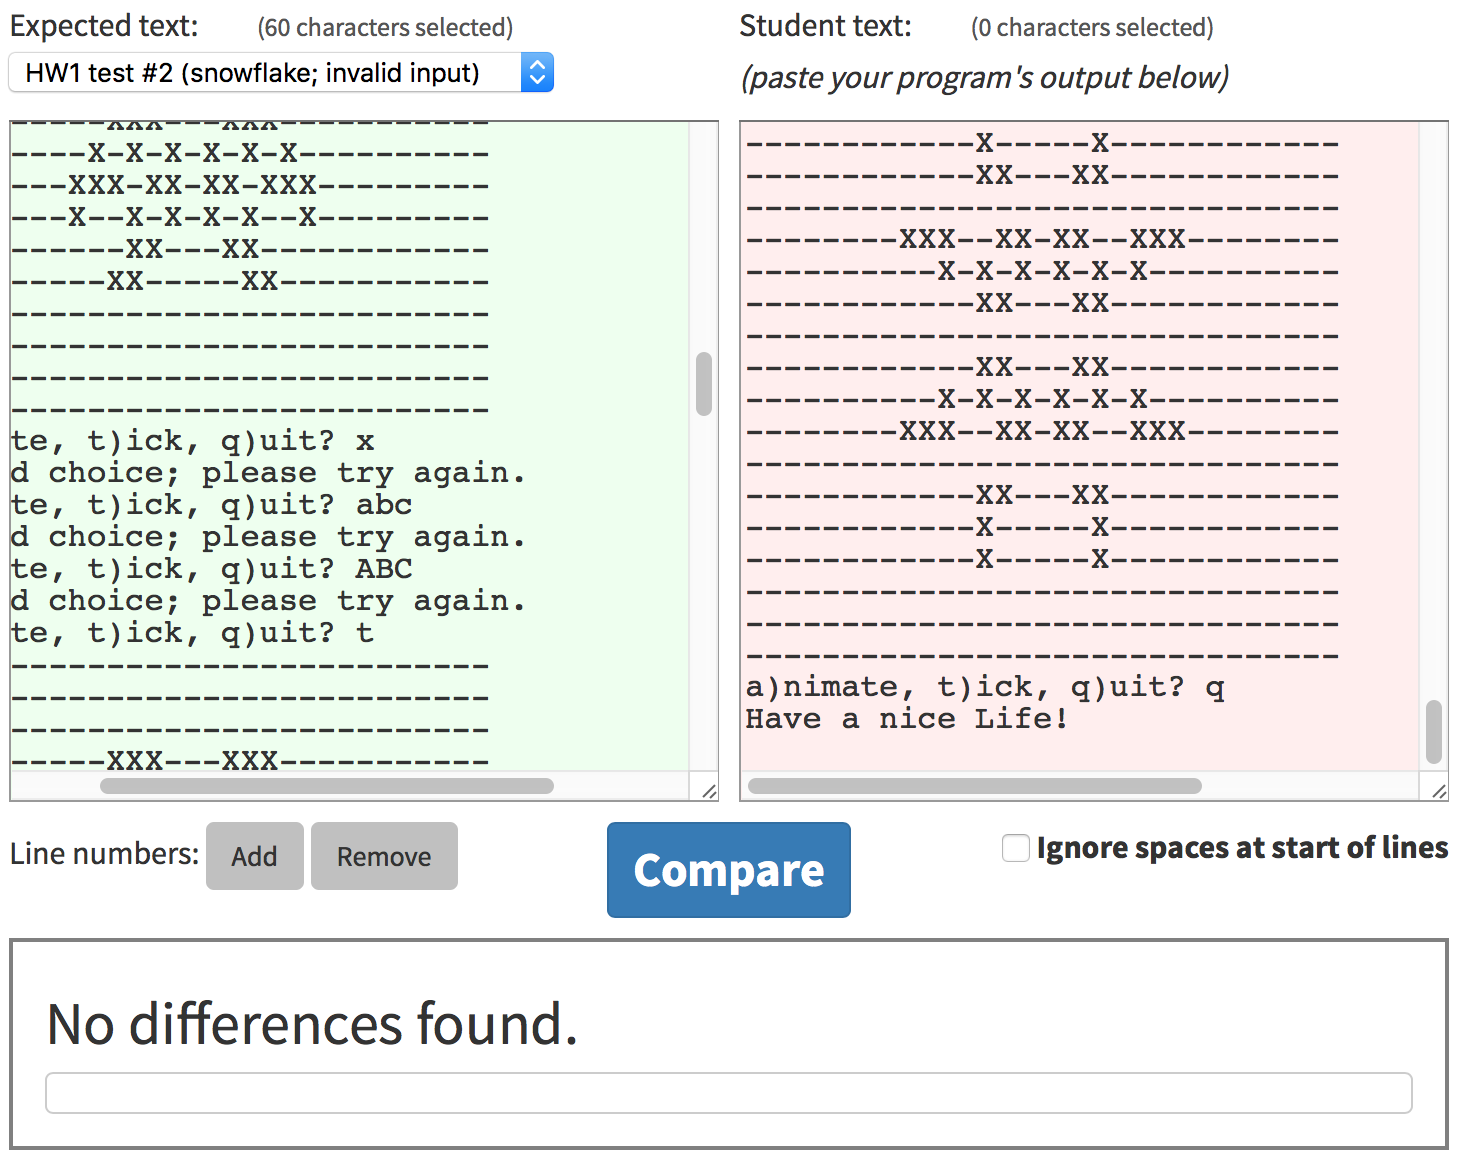 Expected text:
(60 characters selected)
HW1 test #2 (snowflake; invalid input)
-----XXX---XXX-----------
----X-X-X-X-X-X----------
---XXX-XX-XX-XXX---------
---X--X-X-X-X--X---------
------XX---XX------------
-----XX-----XX-----------
-------------------------
-------------------------
-------------------------
-------------------------
te, t)ick, q)uit? x
d choice; please try again.
te, t)ick, q)uit? abc
d choice; please try again.
te, t)ick, q)uit? ABC
d choice; please try again.
te, t)ick, q)uit? t
-------------------------
-------------------------
-------------------------
-----XXX---XXX-----------
Student text:
(0 characters selected)
(paste your program's output below)
------------X-----X------------
------------XX---XX------------
-------------------------------
--------XXX--XX-XX--XXX--------
----------X-X-X-X-X-X----------
------------XX---XX------------
-------------------------------
------------XX---XX------------
----------X-X-X-X-X-X----------
--------XXX--XX-XX--XXX--------
-------------------------------
------------XX---XX------------
------------X-----X------------
------------X-----X------------
-------------------------------
-------------------------------
-------------------------------
a)nimate, t)ick, q)uit? q
Have a nice Life!
Line numbers:
Add
Remove
Compare
Ignore spaces at start of lines
No differences found.